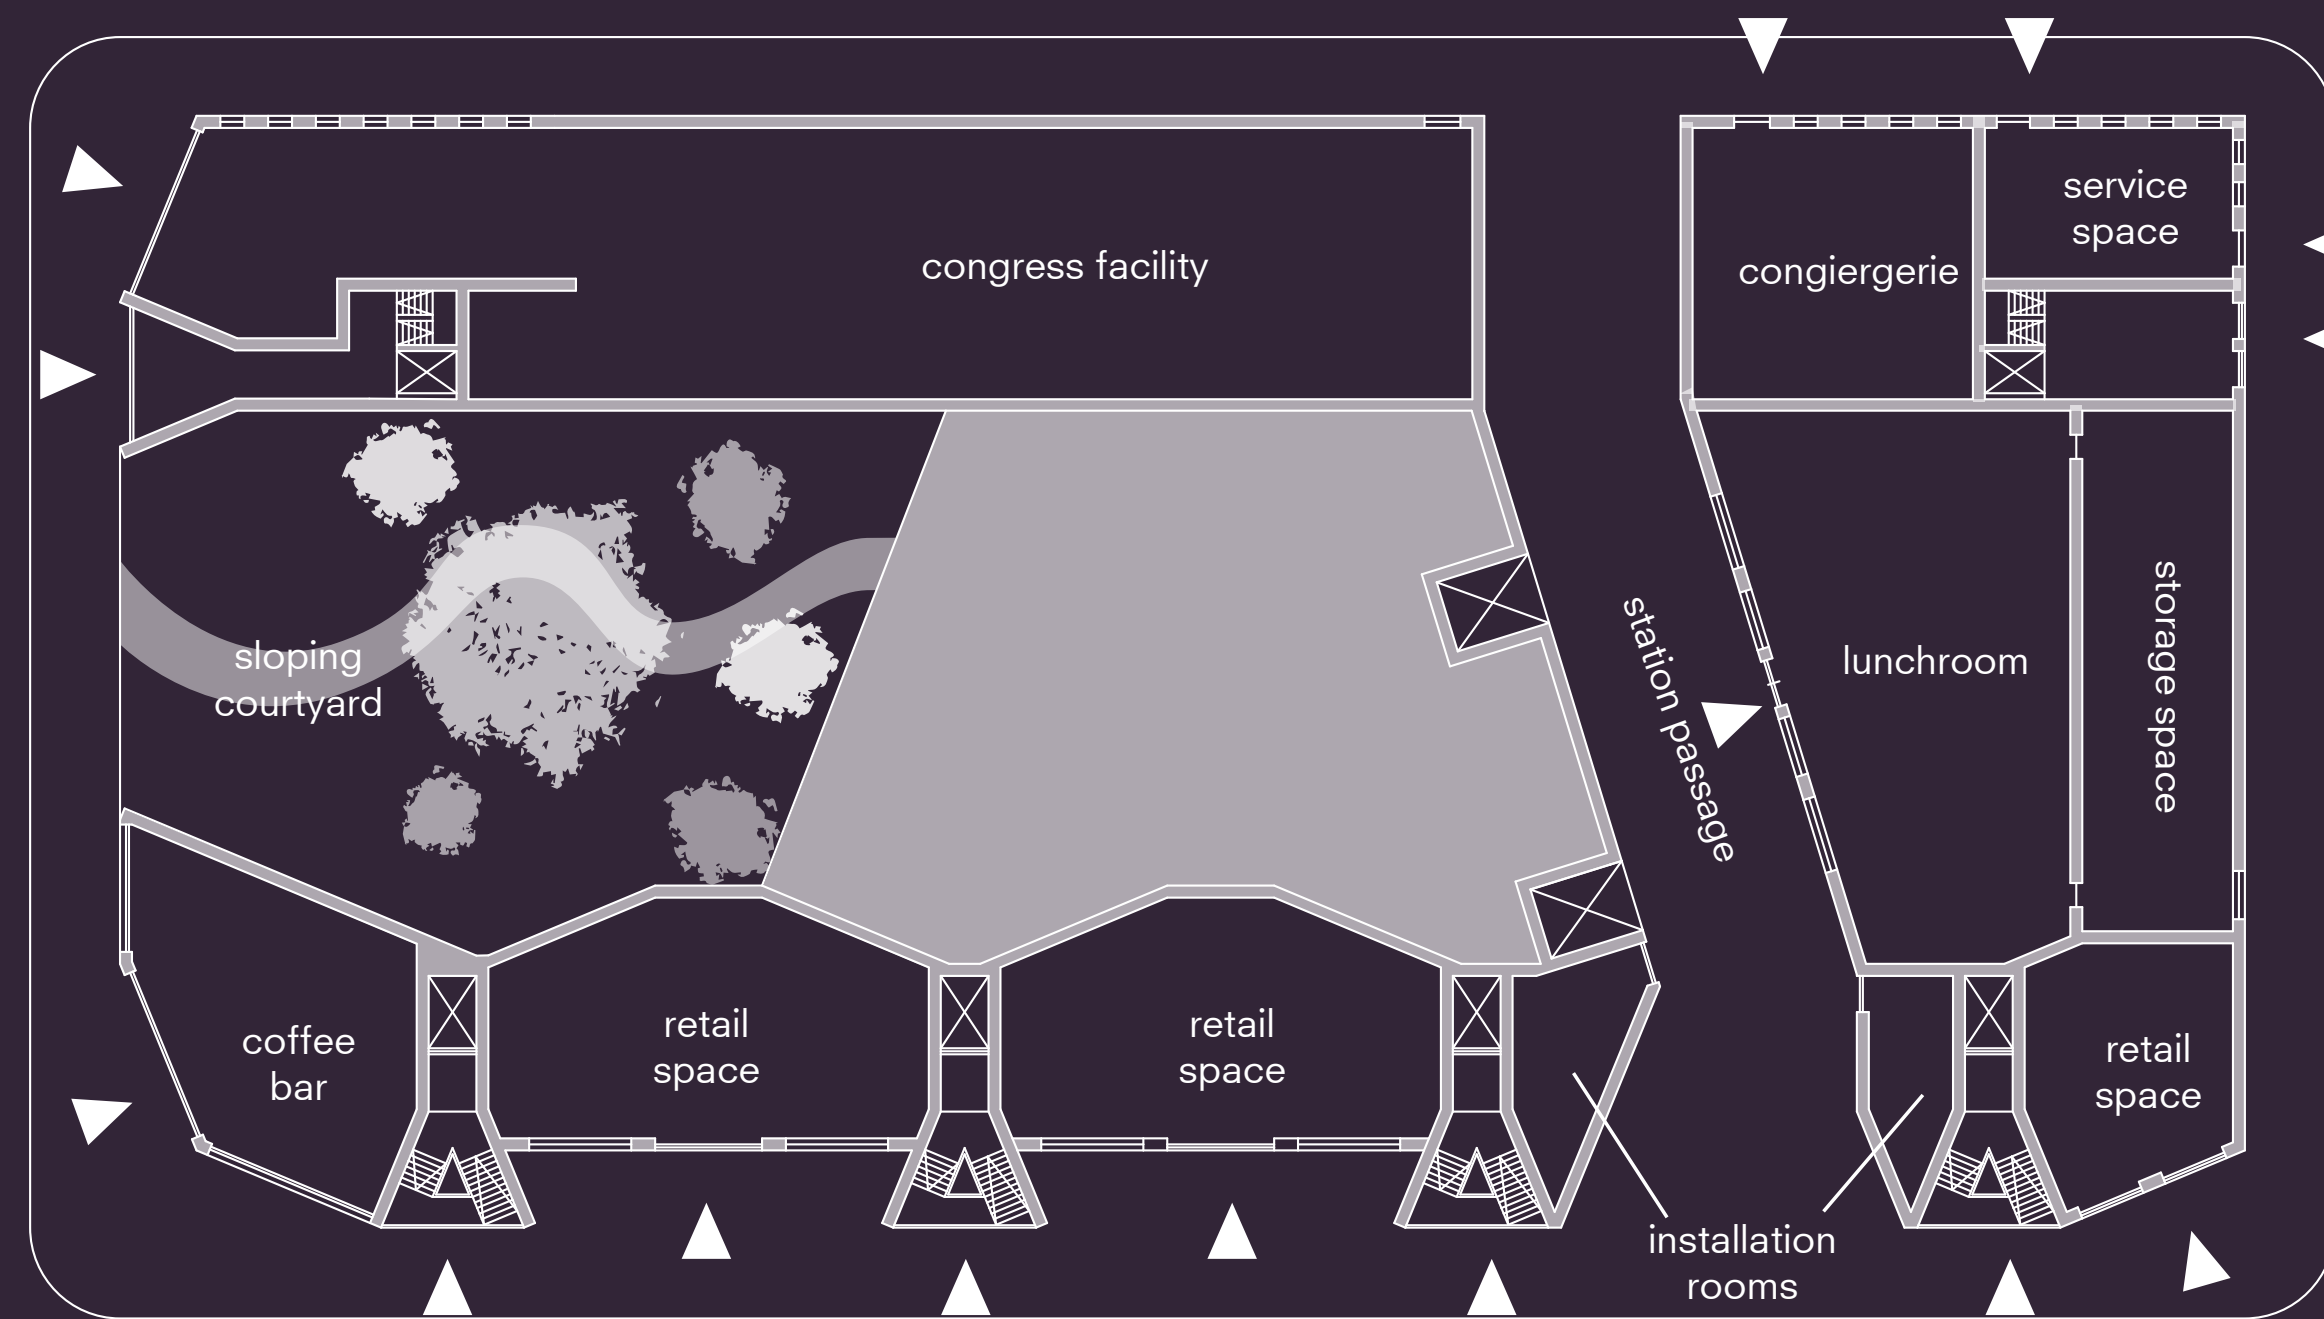 service
space
congress facility
congiergerie
sloping
courtyard
station passage
lunchroom
storage space
coffee
bar
retail
space
retail
space
retail
space
installation
rooms